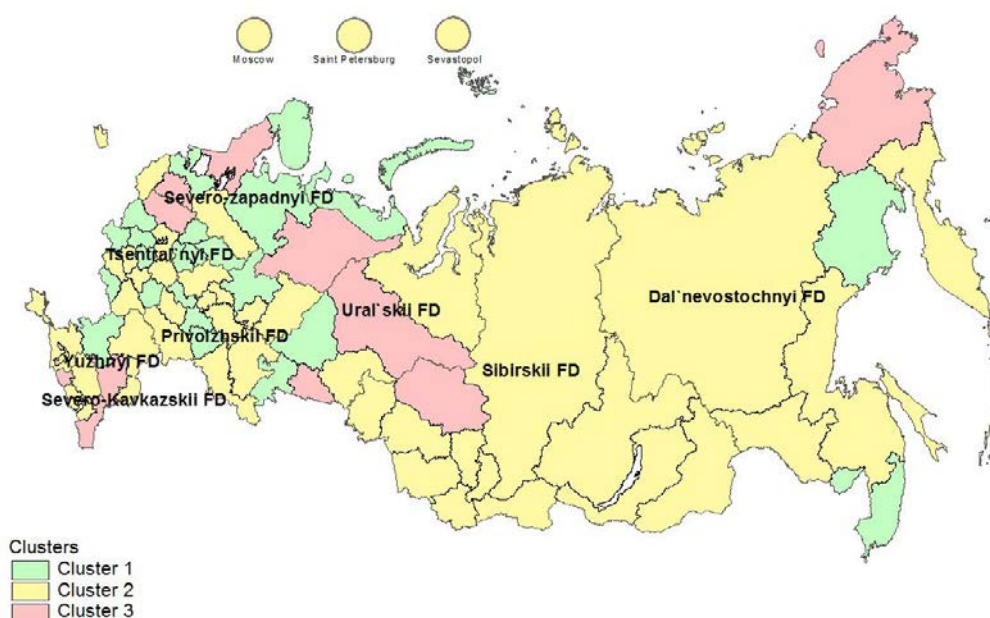 Moscow
Saint Petersburg
Sevastopol
Severo-zapadnyi FD
Tsentral`nyi FD
Ural`skii FD
Dal`nevostochnyi FD
Privolzhskii FD
Yuzhnyi FD
Sibirskii FD
Severo-Kavkazskii FD
Clusters
Cluster 1
Cluster 2
Cluster 3